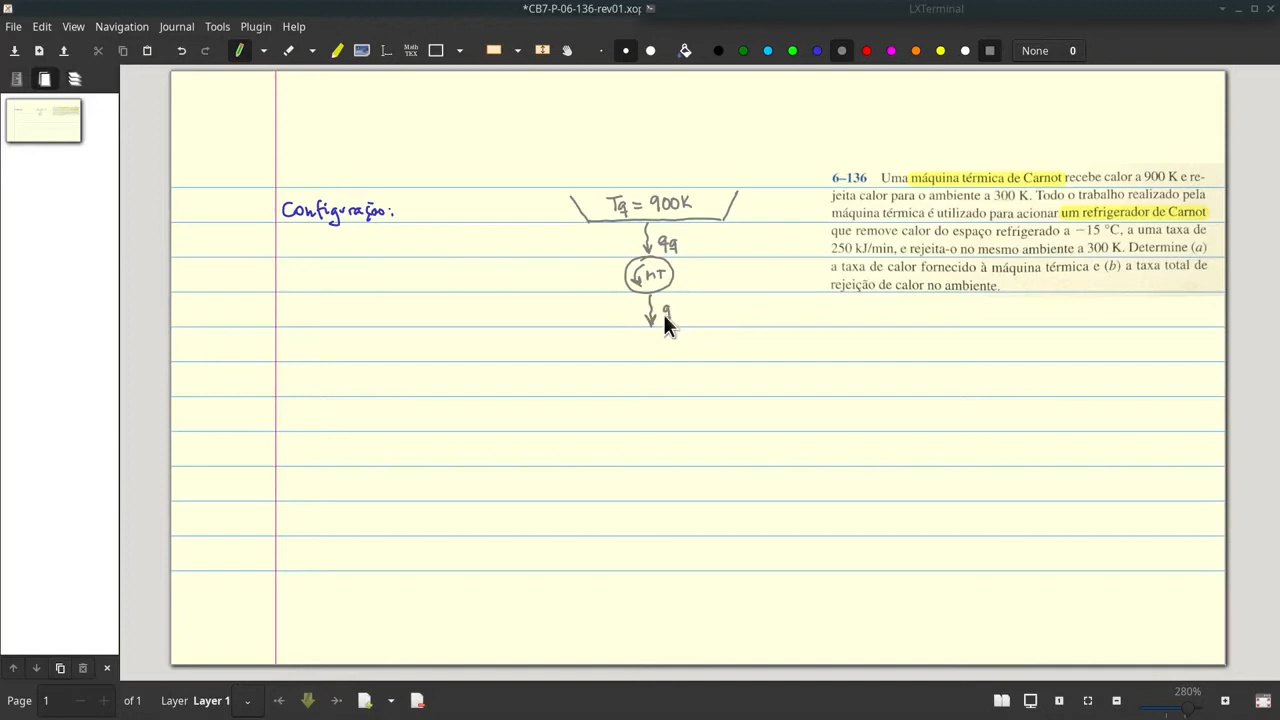 *CB7-P-06-136-rev01.xop
LXTerminal
File Edit View Navigation Journal Tools Plugin Help
Math
TEX
None 0
Configuração:
Tq = 900K
qq
MT
q
6–136 Uma máquina térmica de Carnot recebe calor a 900 K e re-
jeita calor para o ambiente a 300 K. Todo o trabalho realizado pela
máquina térmica é utilizado para acionar um refrigerador de Carnot
que remove calor do espaço refrigerado a −15 °C, a uma taxa de
250 kJ/min, e rejeita-o no mesmo ambiente a 300 K. Determine (a)
a taxa de calor fornecido à máquina térmica e (b) a taxa total de
rejeição de calor no ambiente.
Page 1 of 1 Layer Layer 1
280%